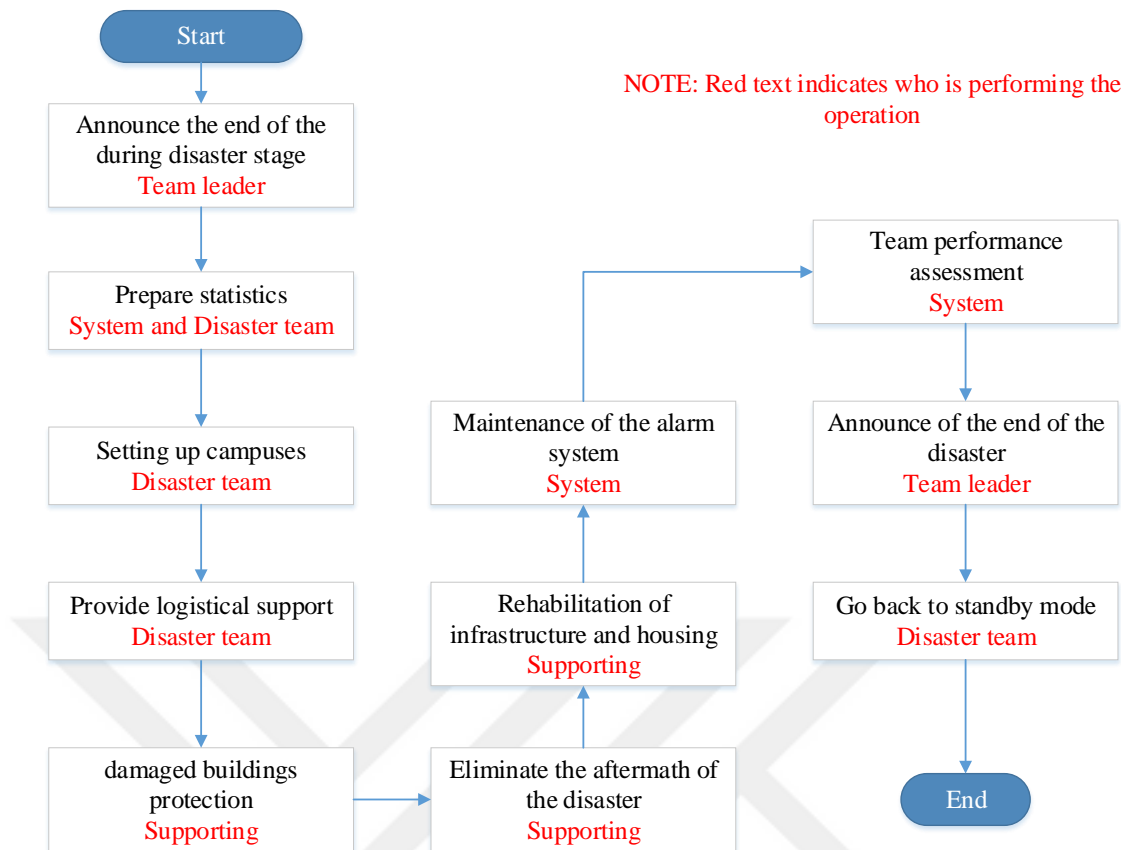 Start
NOTE: Red text indicates who is performing the
operation
Announce the end of the
during disaster stage
Team leader
Prepare statistics
System and Disaster team
Setting up campuses
Disaster team
Provide logistical support
Disaster team
damaged buildings
protection
Supporting
Eliminate the aftermath of
the disaster
Supporting
Rehabilitation of
infrastructure and housing
Supporting
Maintenance of the alarm
system
System
Team performance
assessment
System
Announce of the end of the
disaster
Team leader
Go back to standby mode
Disaster team
End